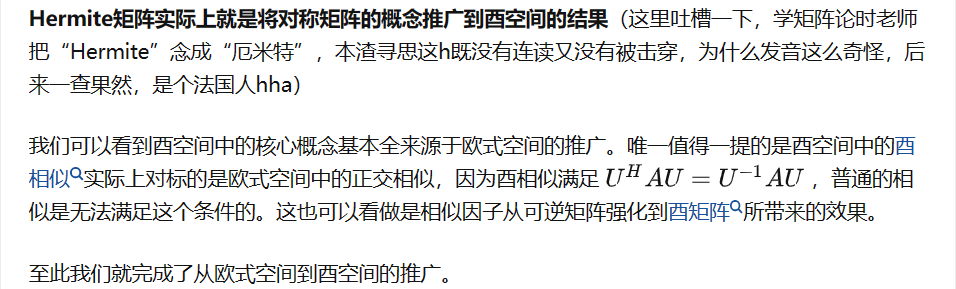 Hermite矩阵实际上就是将对称矩阵的概念推广到酉空间的结果（这里吐槽一下，学矩阵论时老师
把“Hermite”念成“厄米特”，本渣寻思这h既没有连读又没有被击穿，为什么发音这么奇怪，后
来一查果然，是个法国人hha）
我们可以看到酉空间中的核心概念基本全来源于欧式空间的推广。唯一值得一提的是酉空间中的酉
相似实际上对标的是欧式空间中的正交相似，因为酉相似满足 $U^H AU = U^{-1} AU$ ，普通的相
似是无法满足这个条件的。这也可以看做是相似因子从可逆矩阵强化到酉矩阵所带来的效果。
至此我们就完成了从欧式空间到酉空间的推广。